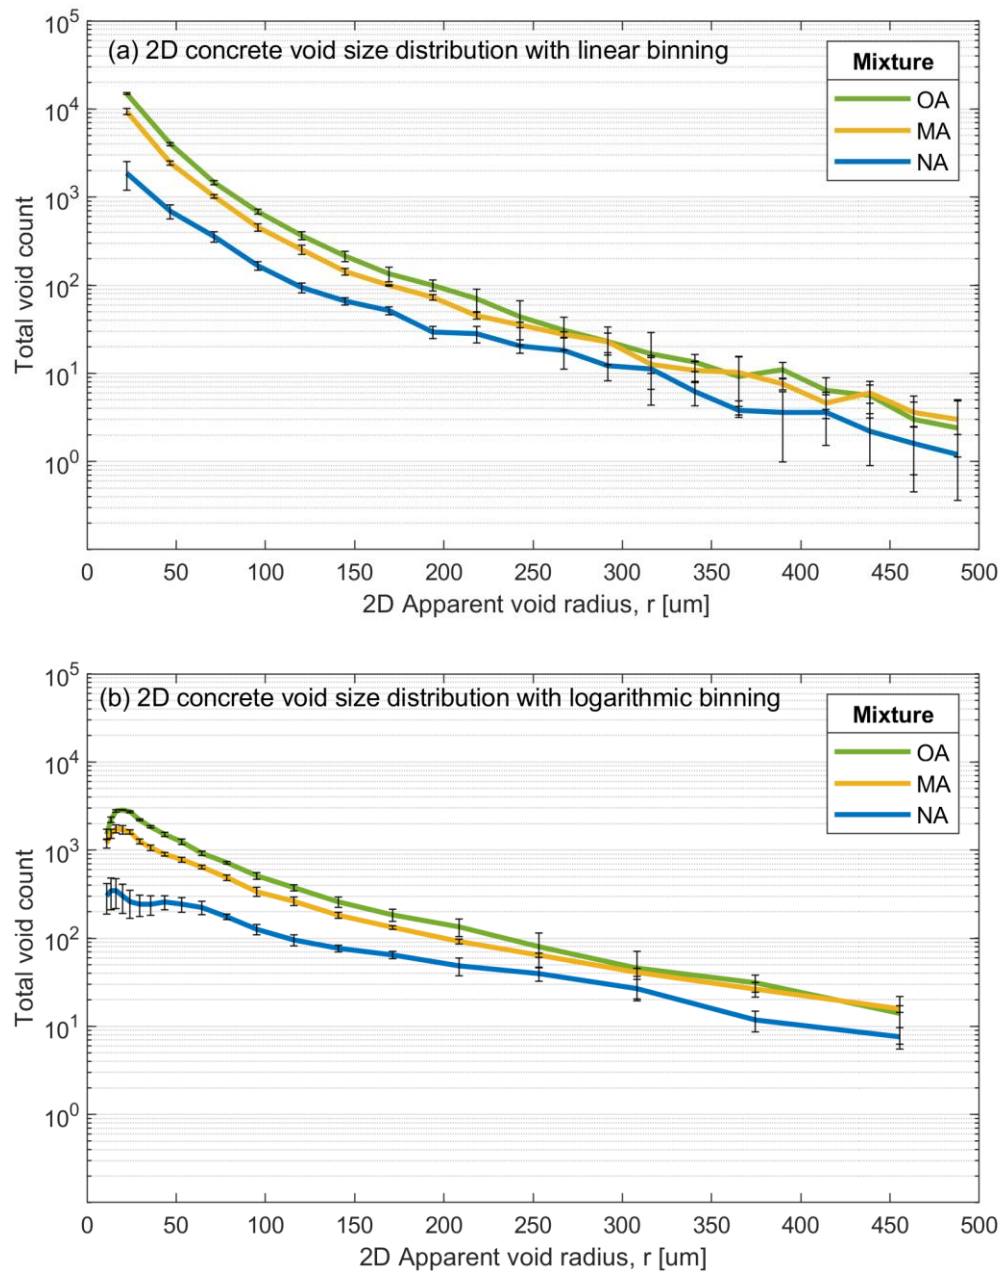 10^5
(a) 2D concrete void size distribution with linear binning
Mixture
OA
MA
NA
10^4
10^3
10^2
10^1
10^0
Total void count
0 50 100 150 200 250 300 350 400 450 500
2D Apparent void radius, r [um]
10^5
(b) 2D concrete void size distribution with logarithmic binning
Mixture
OA
MA
NA
10^4
10^3
10^2
10^1
10^0
Total void count
0 50 100 150 200 250 300 350 400 450 500
2D Apparent void radius, r [um]